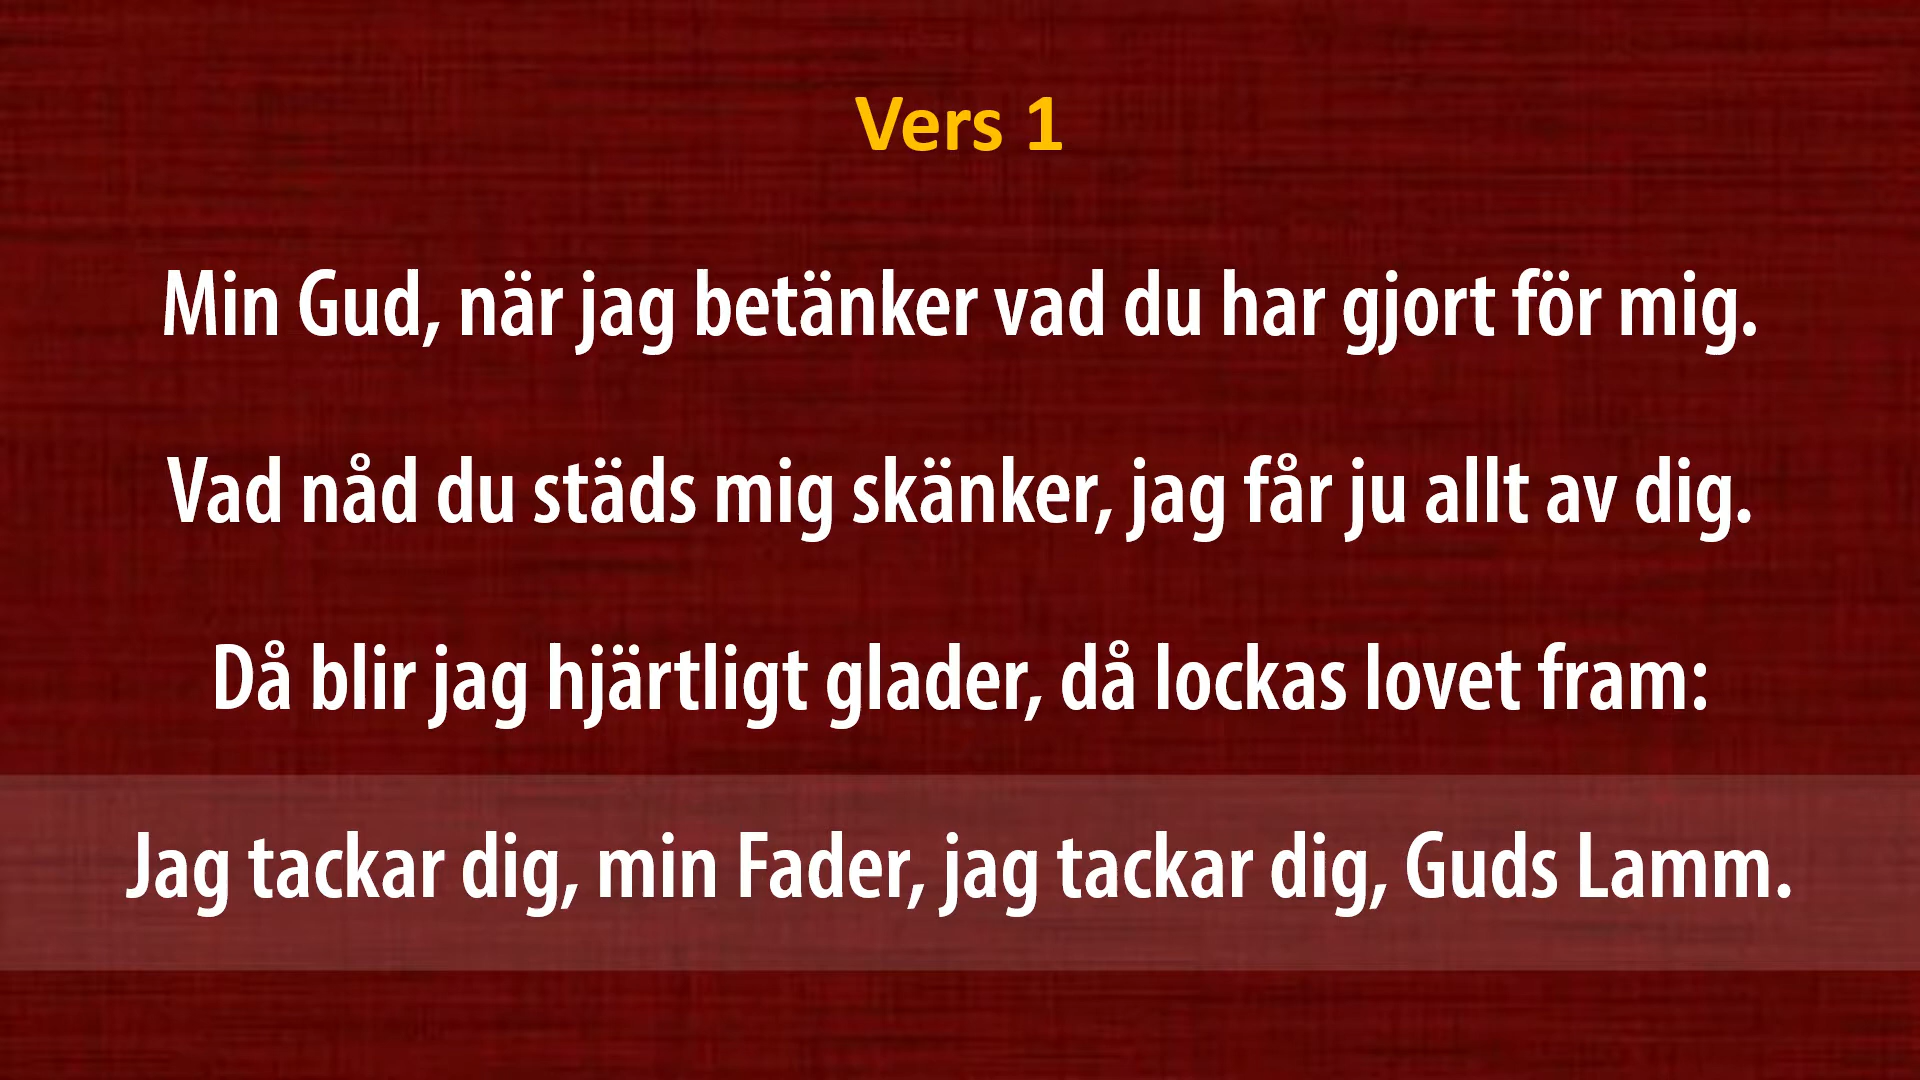 Vers 1
Min Gud, när jag betänker vad du har gjort för mig.
Vad nåd du städs mig skänker, jag får ju allt av dig.
Då blir jag hjärtligt glader, då lockas lovet fram:
Jag tackar dig, min Fader, jag tackar dig, Guds Lamm.